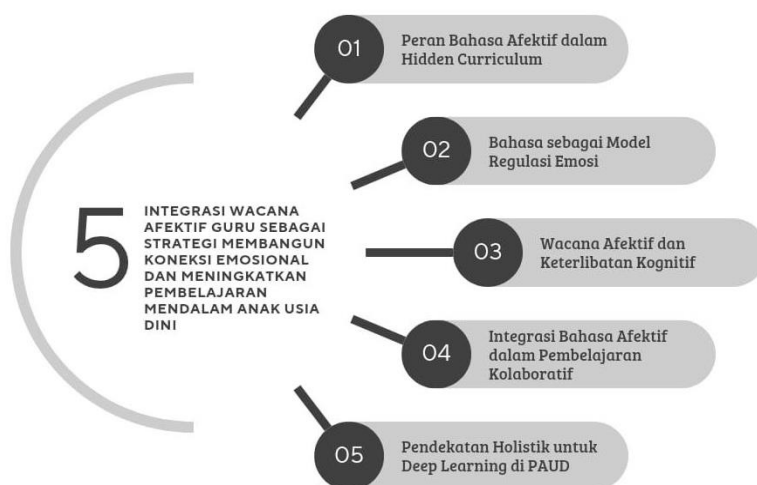 5
INTEGRASI WACANA
AFEKTIF GURU SEBAGAI
STRATEGI MEMBANGUN
KONEKSI EMOSIONAL
DAN MENINGKATKAN
PEMBELAJARAN
MENDALAM ANAK USIA
DINI
01
Peran Bahasa Afektif dalam
Hidden Curriculum
02
Bahasa sebagai Model
Regulasi Emosi
03
Wacana Afektif dan
Keterlibatan Kognitif
04
Integrasi Bahasa Afektif
dalam Pembelajaran
Kolaboratif
05
Pendekatan Holistik untuk
Deep Learning di PAUD